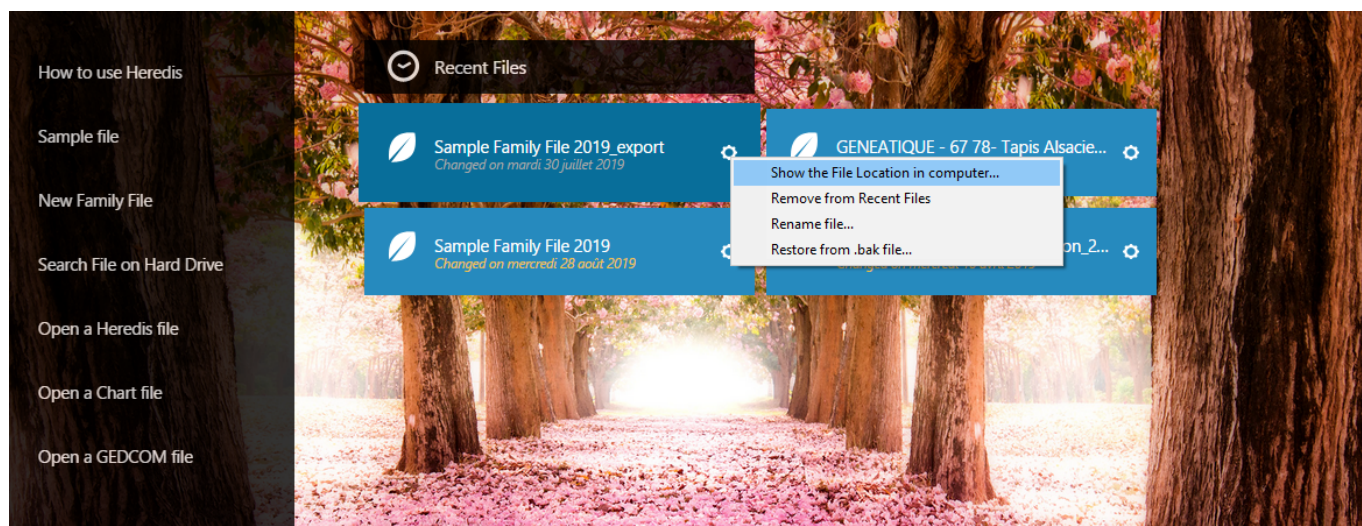 How to use Heredis
Sample file
New Family File
Search File on Hard Drive
Open a Heredis file
Open a Chart file
Open a GEDCOM file
Recent Files
Sample Family File 2019_export
Changed on mardi 30 juillet 2019
GENEATIQUE - 67 78- Tapis Alsacie...
Show the File Location in computer...
Remove from Recent Files
Rename file...
Restore from .bak file...
Sample Family File 2019
Changed on mercredi 28 août 2019
on_2...